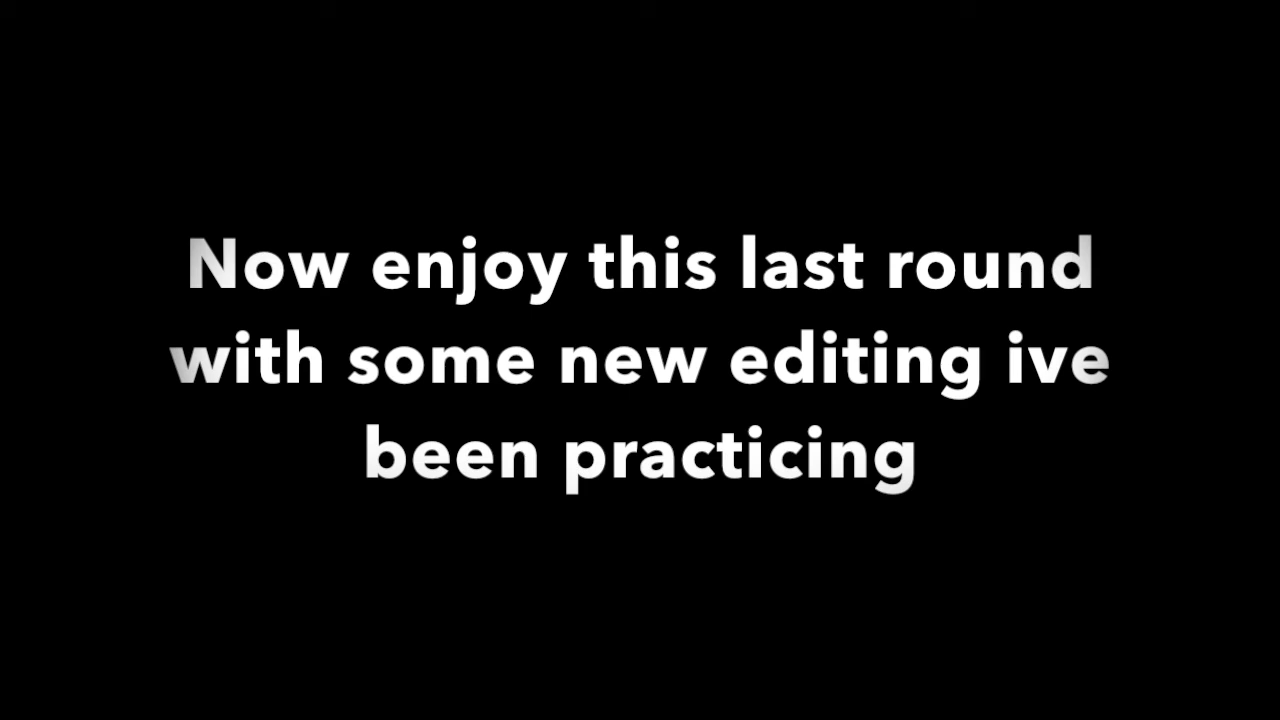 Now enjoy this last round
with some new editing ive
been practicing